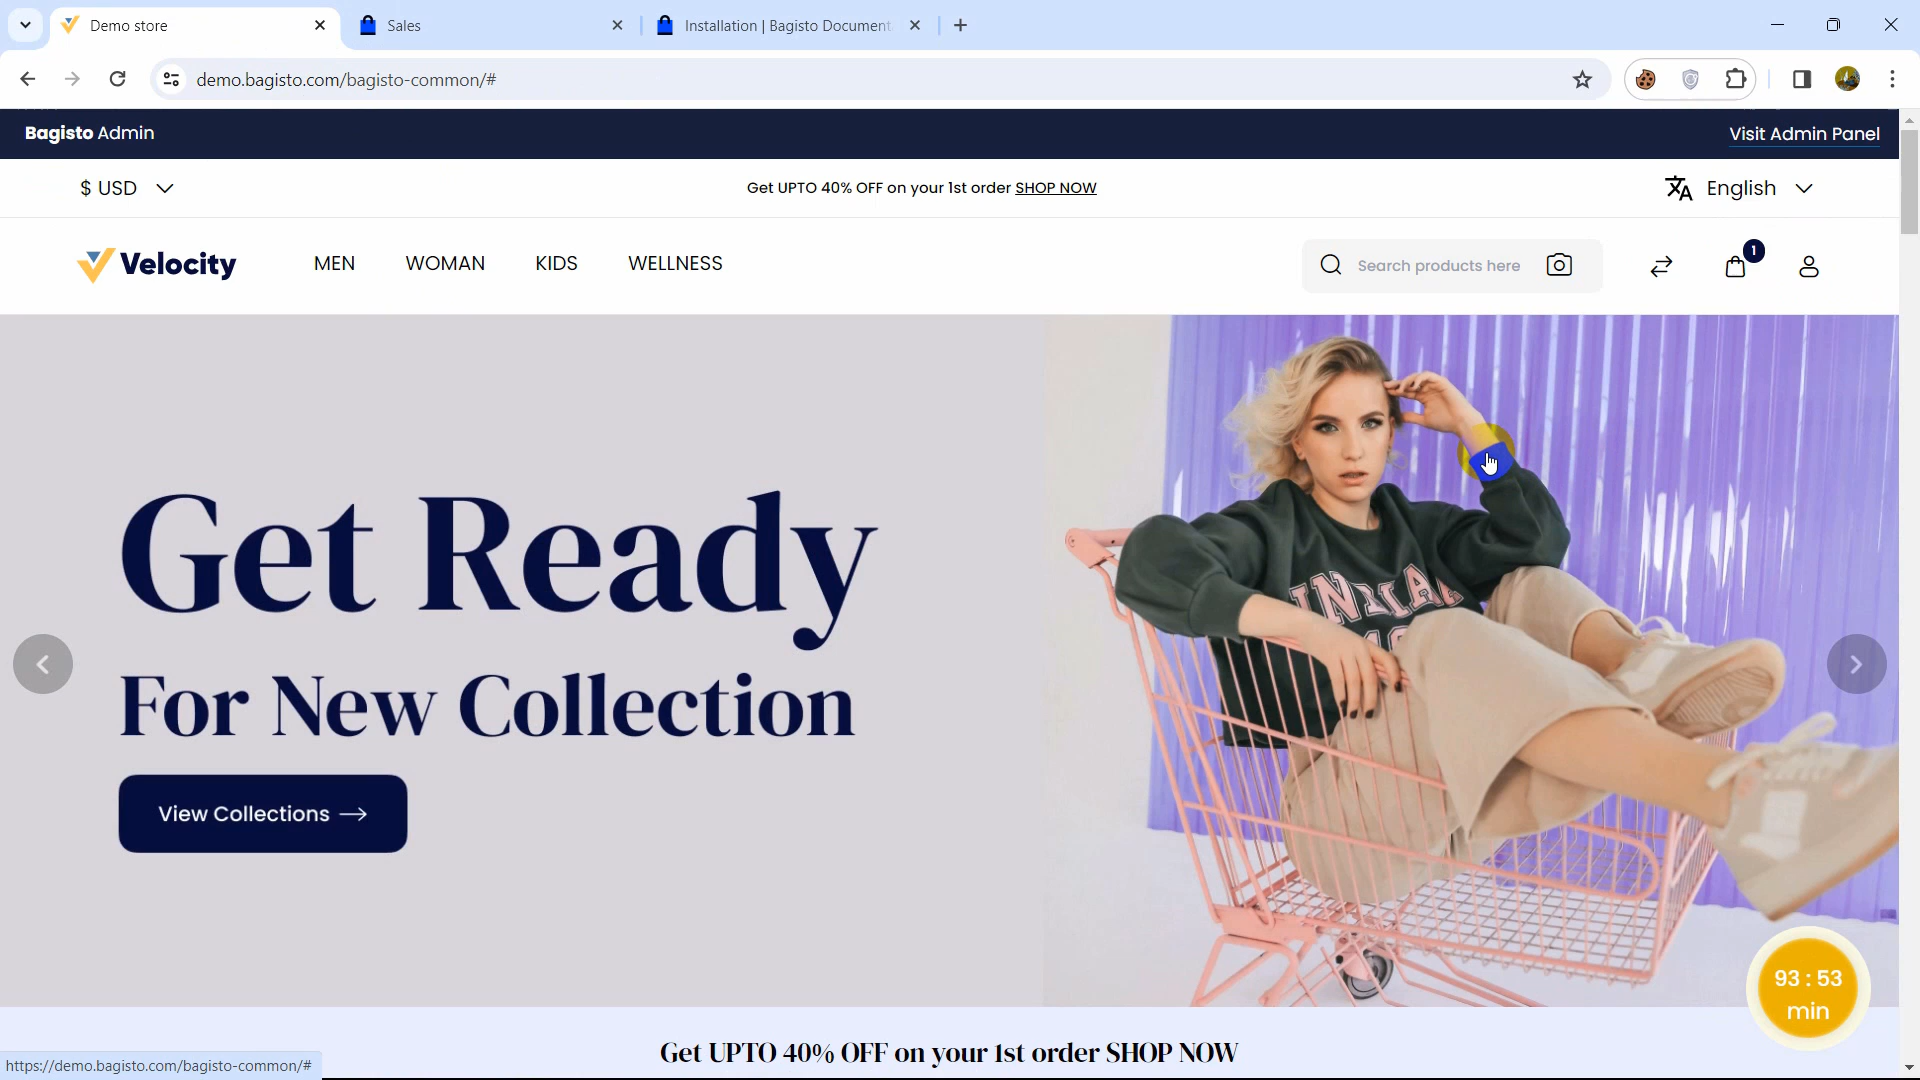 Demo store
Sales
Installation | Bagisto Document
demo.bagisto.com/bagisto-common/#
Bagisto Admin
Visit Admin Panel
$ USD
Get UPTO 40% OFF on your 1st order SHOP NOW
English
Velocity
MEN
WOMAN
KIDS
WELLNESS
Search products here
1
Get Ready
For New Collection
View Collections
INDIAN
93 : 53
min
Get UPTO 40% OFF on your 1st order SHOP NOW
https://demo.bagisto.com/bagisto-common/#